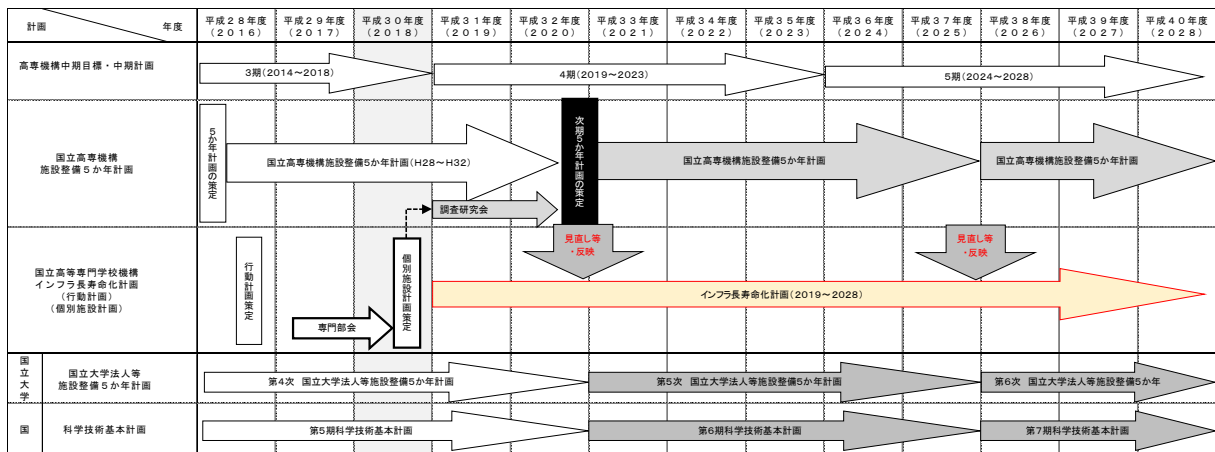 計画　年度
平成２８年度　平成２９年度　平成３０年度　平成３１年度　平成３２年度　平成３３年度　平成３４年度　平成３５年度　平成３６年度　平成３７年度　平成３８年度　平成３９年度　平成４０年度
（２０１６）　（２０１７）　（２０１８）　（２０１９）　（２０２０）　（２０２１）　（２０２２）　（２０２３）　（２０２４）　（２０２５）　（２０２６）　（２０２７）　（２０２８）
高専機構中期目標・中期計画
3期(2014～2018)
4期(2019～2023)
5期(2024～2028)
国立高専機構
施設整備５か年計画
５か年計画の策定
国立高専機構施設整備5か年計画(H28～H32)
調査研究会
次期５か年計画の策定
国立高専機構施設整備5か年計画
国立高専機構施設整備5か年計画
国立高等専門学校機構
インフラ長寿命化計画
(行動計画)
(個別施設計画)
行動計画策定
専門部会
個別施設計画策定
見直し等
・反映
見直し等
・反映
インフラ長寿命化計画(2019～2028)
国立大学
国立大学法人等
施設整備５か年計画
第4次　国立大学法人等施設整備5か年計画
第5次　国立大学法人等施設整備5か年計画
第6次　国立大学法人等施設整備5か年
国
科学技術基本計画
第5期科学技術基本計画
第6期科学技術基本計画
第7期科学技術基本計画